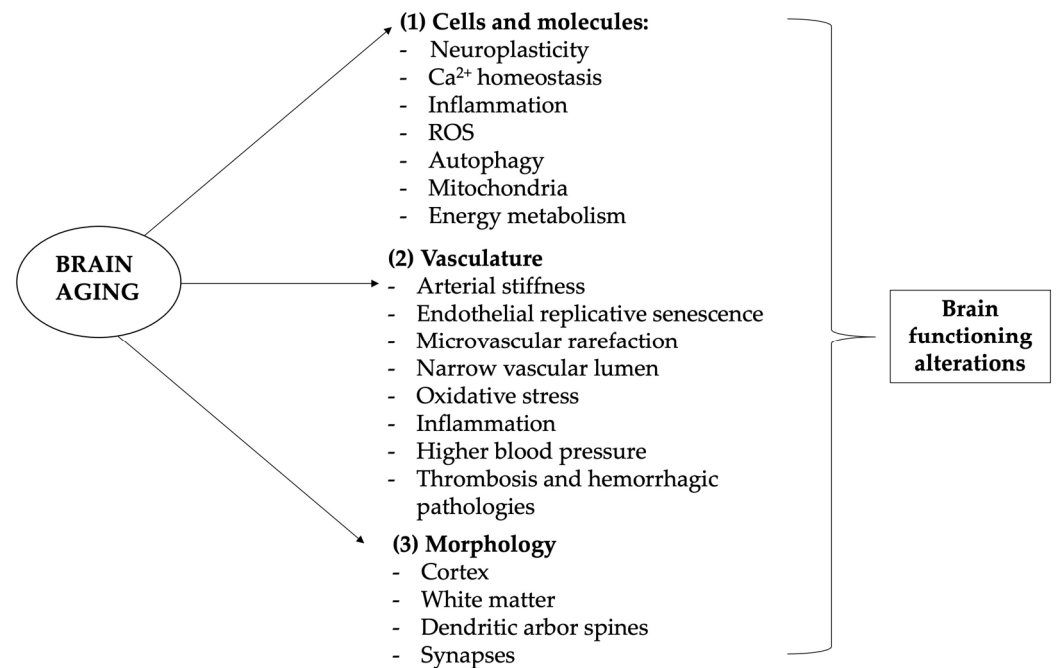 BRAIN
AGING
(1) Cells and molecules:
- Neuroplasticity
- Ca²⁺ homeostasis
- Inflammation
- ROS
- Autophagy
- Mitochondria
- Energy metabolism
(2) Vasculature
- Arterial stiffness
- Endothelial replicative senescence
- Microvascular rarefaction
- Narrow vascular lumen
- Oxidative stress
- Inflammation
- Higher blood pressure
- Thrombosis and hemorrhagic
pathologies
(3) Morphology
- Cortex
- White matter
- Dendritic arbor spines
- Synapses
Brain
functioning
alterations